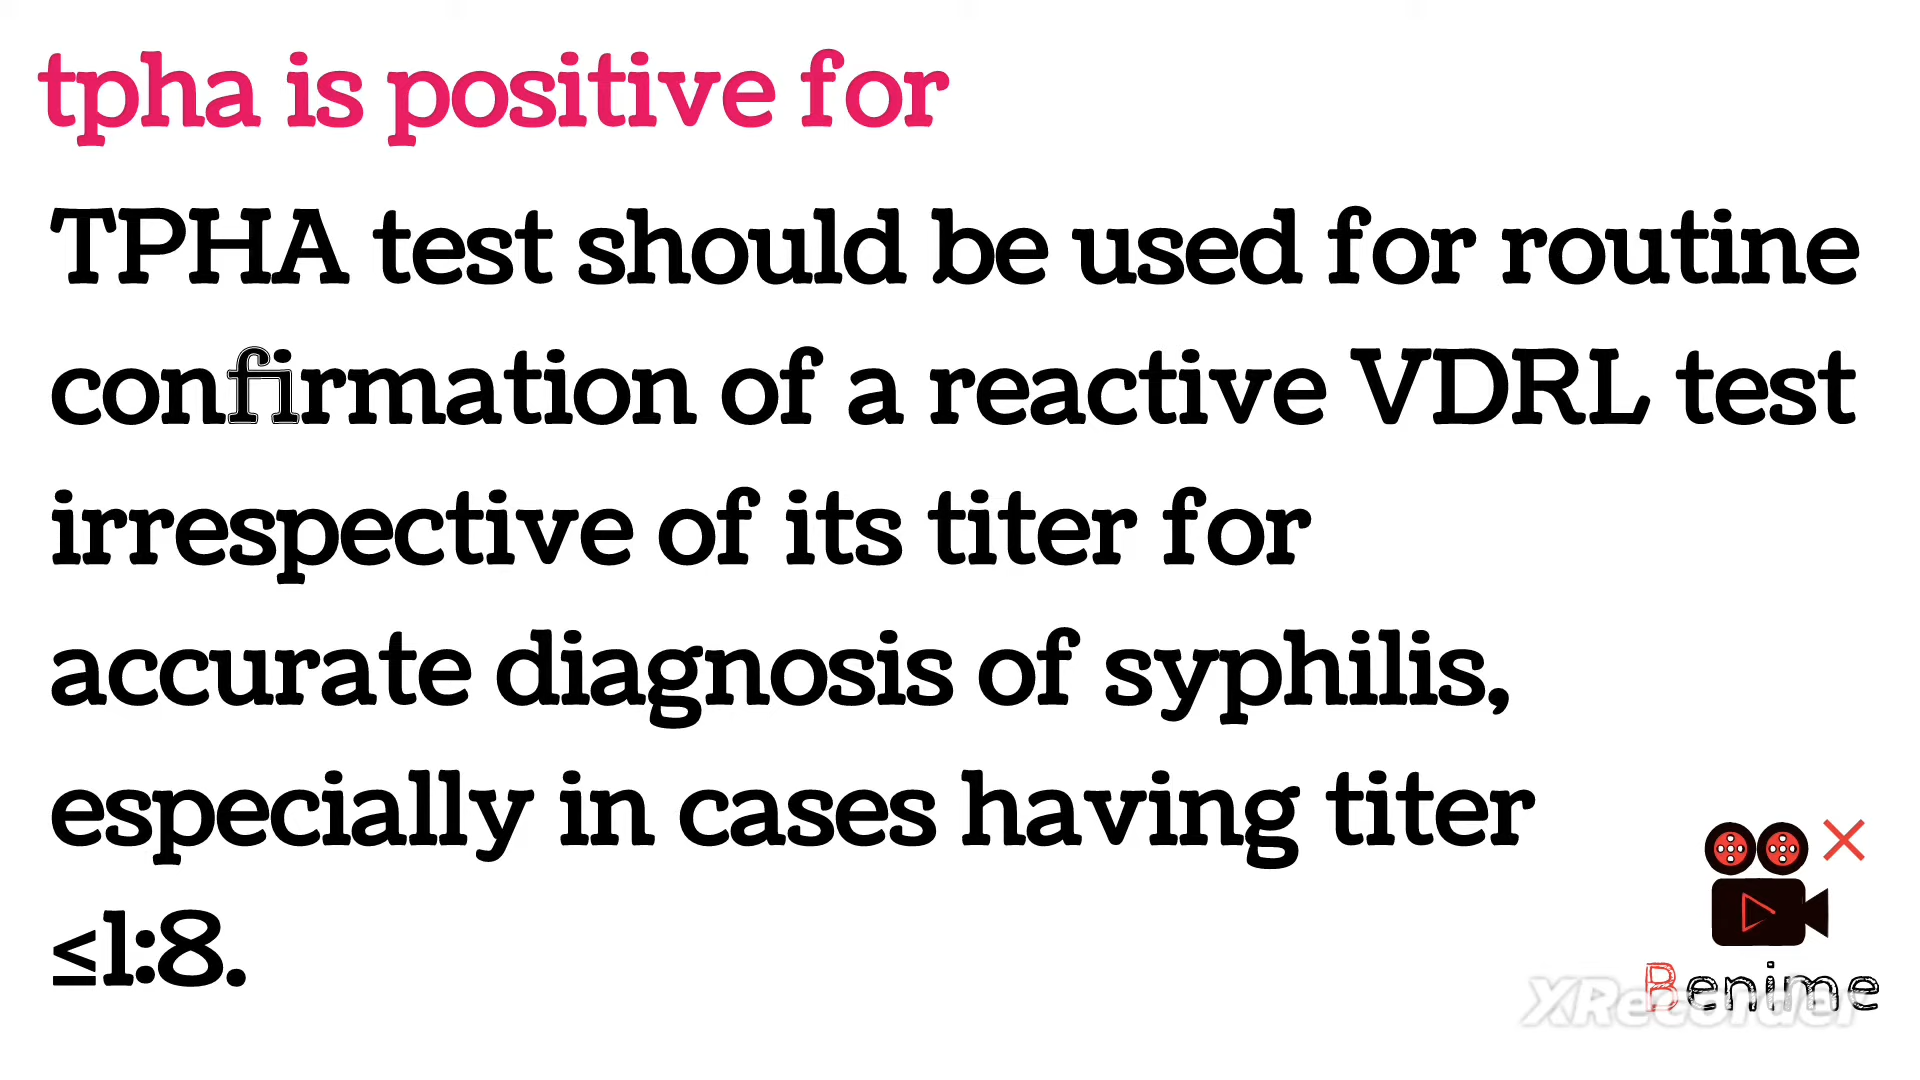 tpha is positive for
TPHA test should be used for routine
confirmation of a reactive VDRL test
irrespective of its titer for
accurate diagnosis of syphilis,
especially in cases having titer
≤1:8.
Benime
XRecorder